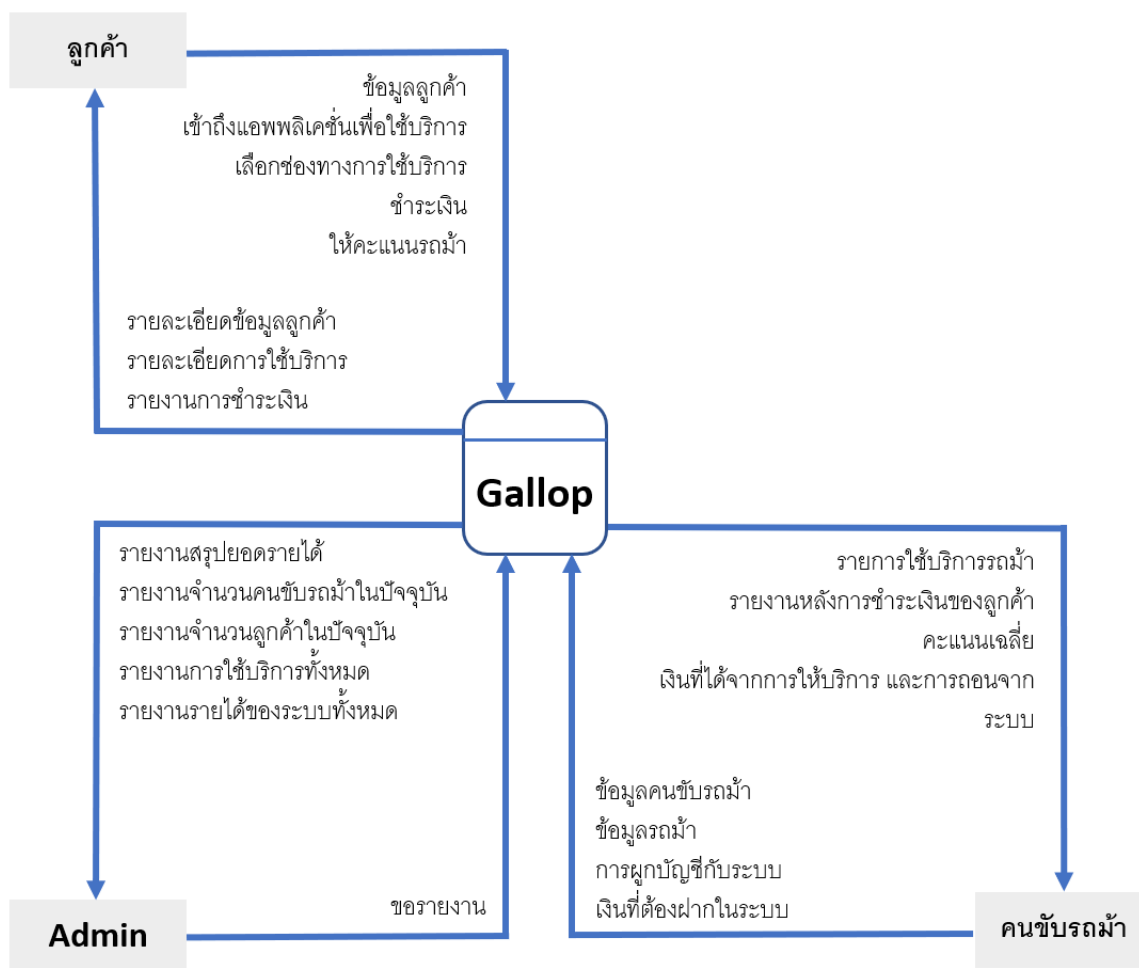 ลูกค้า
ข้อมูลลูกค้า
เข้าถึงแอพพลิเคชั่นเพื่อใช้บริการ
เลือกช่องทางการใช้บริการ
ชำระเงิน
ให้คะแนนรถม้า
รายละเอียดข้อมูลลูกค้า
รายละเอียดการใช้บริการ
รายงานการชำระเงิน
Gallop
รายงานสรุปยอดรายได้
รายงานจำนวนคนขับรถม้าในปัจจุบัน
รายงานจำนวนลูกค้าในปัจจุบัน
รายงานการใช้บริการทั้งหมด
รายงานรายได้ของระบบทั้งหมด
รายการใช้บริการรถม้า
รายงานหลังการชำระเงินของลูกค้า
คะแนนเฉลี่ย
เงินที่ได้จากการให้บริการ และการถอนจาก
ระบบ
ข้อมูลคนขับรถม้า
ข้อมูลรถม้า
การผูกบัญชีกับระบบ
เงินที่ต้องฝากในระบบ
ขอรายงาน
Admin
คนขับรถม้า